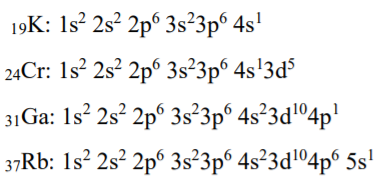 ₁₉K: 1s² 2s² 2p⁶ 3s²3p⁶ 4s¹
₂₄Cr: 1s² 2s² 2p⁶ 3s²3p⁶ 4s¹3d⁵
₃₁Ga: 1s² 2s² 2p⁶ 3s²3p⁶ 4s²3d¹⁰4p¹
₃₇Rb: 1s² 2s² 2p⁶ 3s²3p⁶ 4s²3d¹⁰4p⁶ 5s¹